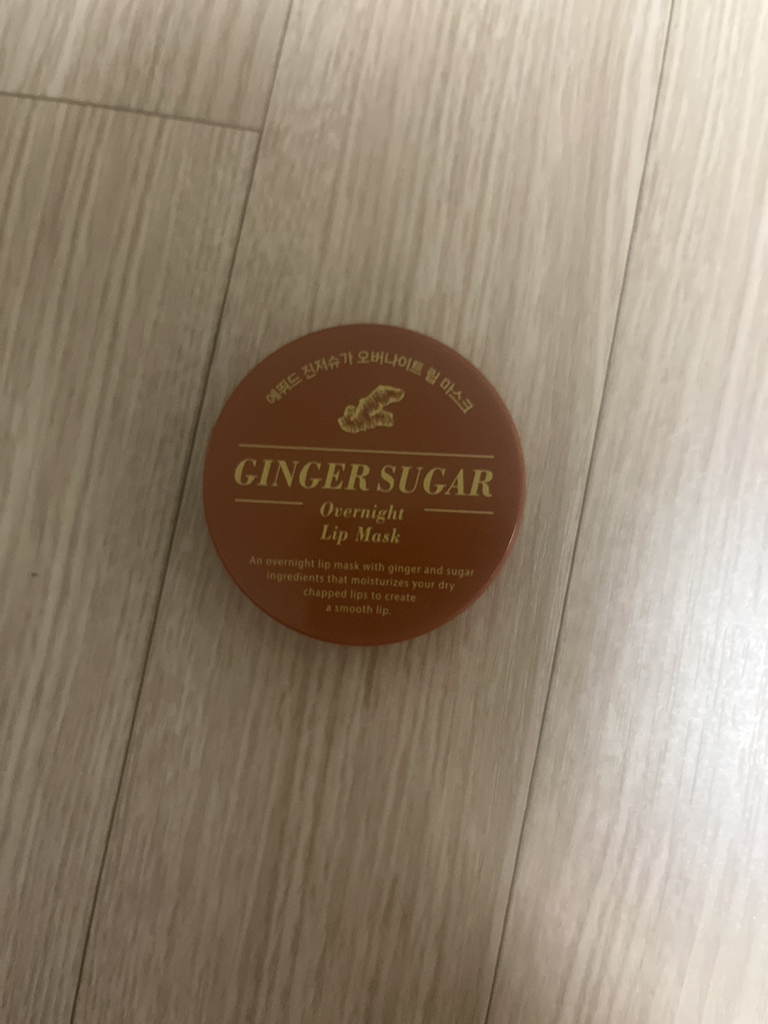 에뛰드 진저슈가 오버나이트 립 마스크
GINGER SUGAR
Overnight
Lip Mask
An overnight lip mask with ginger and sugar
ingredients that moisturizes your dry
chapped lips to create
a smooth lip.